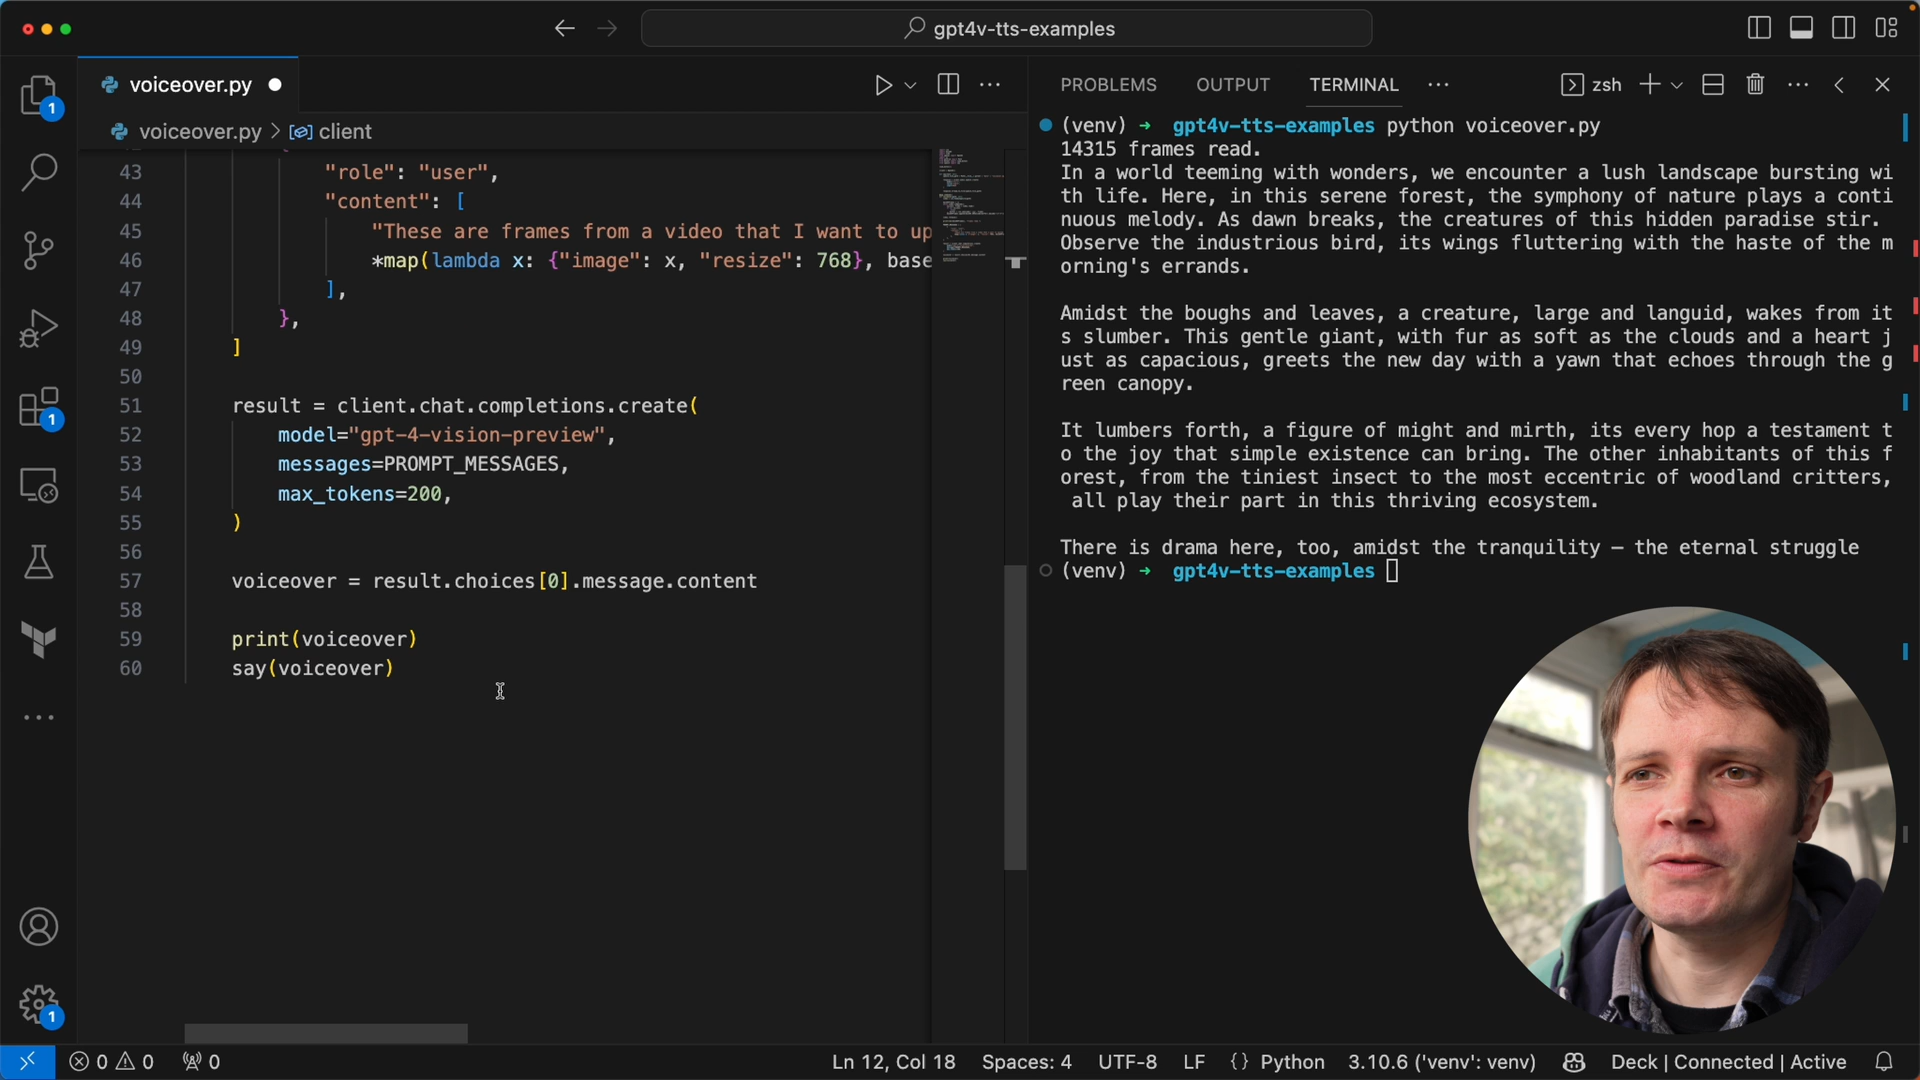 gpt4v-tts-examples
voiceover.py
PROBLEMS OUTPUT TERMINAL
zsh
voiceover.py > client
1
43 "role": "user",
44 "content": [
45 "These are frames from a video that I want to up
46 *map(lambda x: {"image": x, "resize": 768}, base
47 ],
48 },
49 ]
50
51 result = client.chat.completions.create(
52 model="gpt-4-vision-preview",
53 messages=PROMPT_MESSAGES,
54 max_tokens=200,
55 )
56
57 voiceover = result.choices[0].message.content
58
59 print(voiceover)
60 say(voiceover)
1
1
(venv) → gpt4v-tts-examples python voiceover.py
14315 frames read.
In a world teeming with wonders, we encounter a lush landscape bursting wi
th life. Here, in this serene forest, the symphony of nature plays a conti
nuous melody. As dawn breaks, the creatures of this hidden paradise stir.
Observe the industrious bird, its wings fluttering with the haste of the m
orning's errands.
Amidst the boughs and leaves, a creature, large and languid, wakes from it
s slumber. This gentle giant, with fur as soft as the clouds and a heart j
ust as capacious, greets the new day with a yawn that echoes through the g
reen canopy.
It lumbers forth, a figure of might and mirth, its every hop a testament t
o the joy that simple existence can bring. The other inhabitants of this f
orest, from the tiniest insect to the most eccentric of woodland critters,
all play their part in this thriving ecosystem.
There is drama here, too, amidst the tranquility — the eternal struggle
(venv) → gpt4v-tts-examples
0 0 0 Ln 12, Col 18 Spaces: 4 UTF-8 LF {} Python 3.10.6 ('venv': venv) Deck | Connected | Active